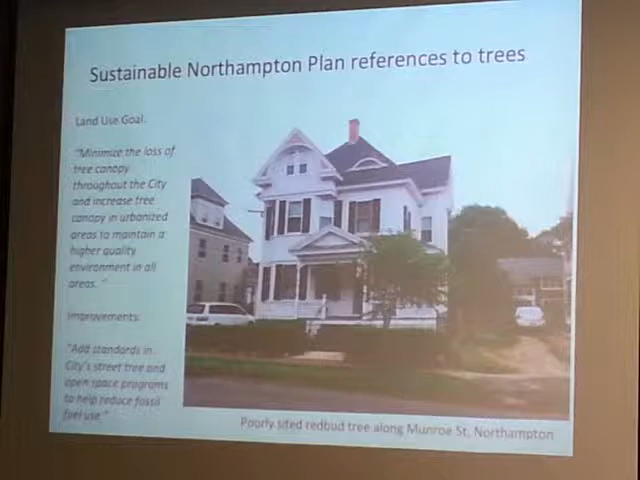 Sustainable Northampton Plan references to trees
Land Use Goal:
"Minimize the loss of
tree canopy
throughout the City
and increase tree
canopy in urbanized
areas to maintain a
higher quality
environment in all
areas. "
Improvements:
"Add standards in
City's street tree and
open space programs
to help reduce fossil
fuel use."
Poorly sited redbud tree along Munroe St, Northampton